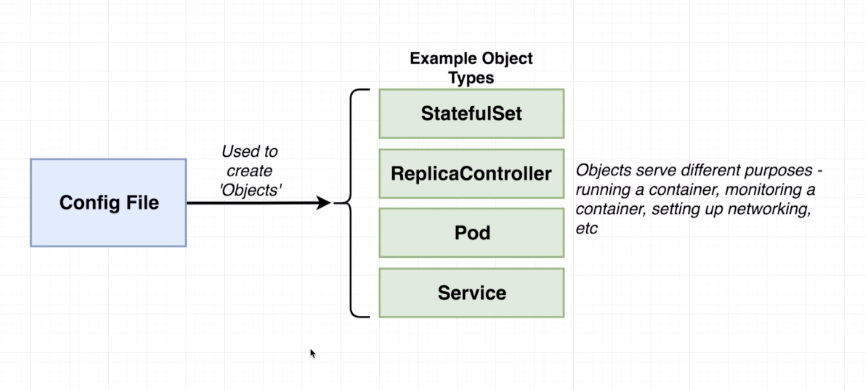 Example Object
Types
StatefulSet
Used to
create
'Objects'
Config File
ReplicaController
Objects serve different purposes -
running a container, monitoring a
container, setting up networking,
etc
Pod
Service